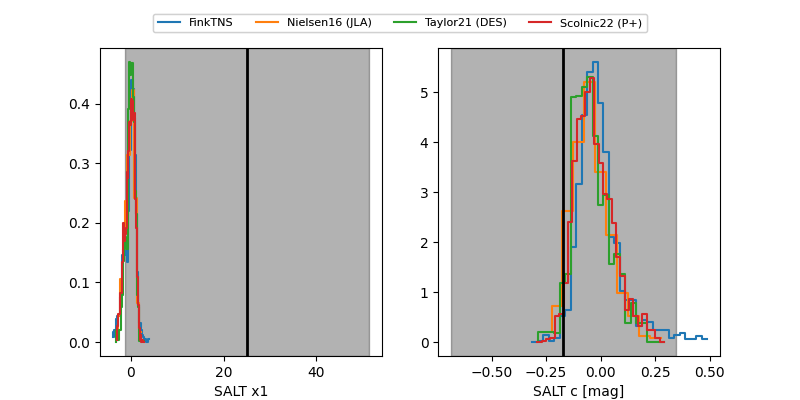 FinkTNS Nielsen16 (JLA) Taylor21 (DES) Scolnic22 (P+)
0.4
0.3
0.2
0.1
0.0
0 20 40
SALT x1
5
4
3
2
1
0
−0.50 −0.25 0.00 0.25 0.50
SALT c [mag]